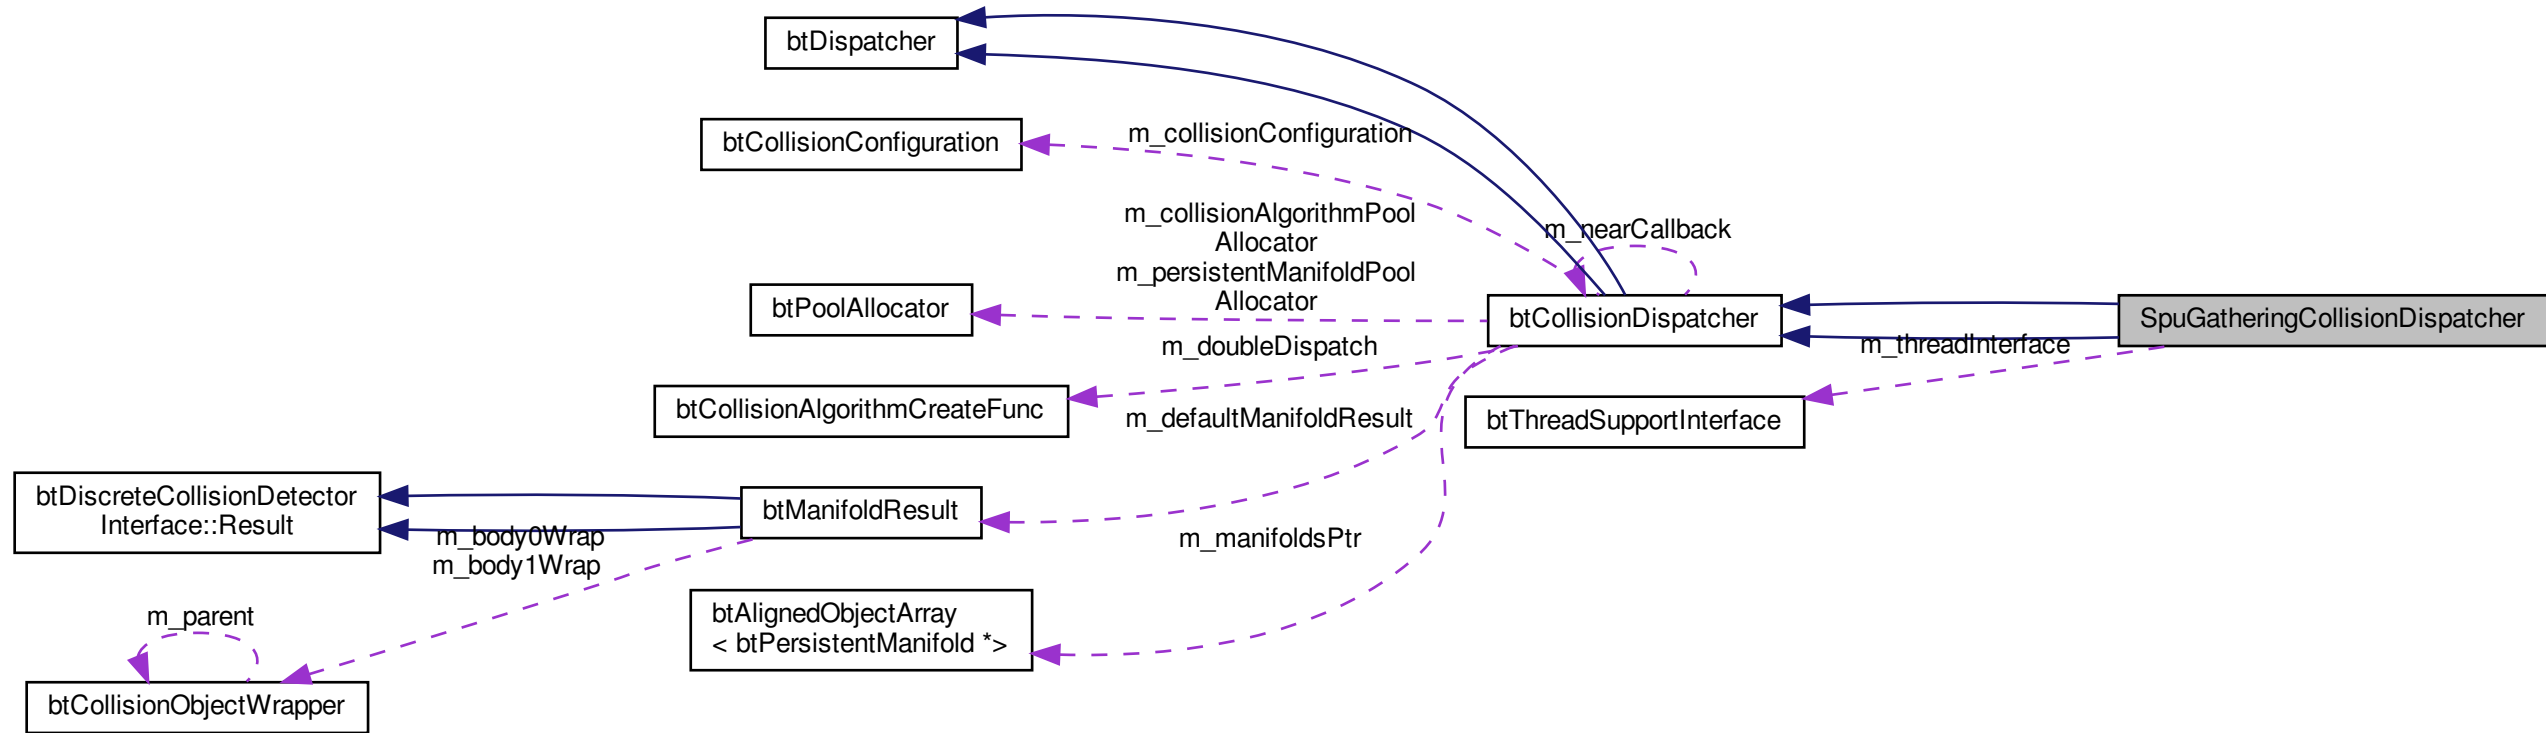 btDispatcher
btCollisionConfiguration
m_collisionConfiguration
m_collisionAlgorithmPool
Allocator
m_persistentManifoldPool
Allocator
m_nearCallback
btPoolAllocator
btCollisionDispatcher
SpuGatheringCollisionDispatcher
m_doubleDispatch
m_threadInterface
btCollisionAlgorithmCreateFunc
m_defaultManifoldResult
btThreadSupportInterface
btDiscreteCollisionDetector
Interface::Result
btManifoldResult
m_body0Wrap
m_body1Wrap
m_manifoldsPtr
m_parent
btAlignedObjectArray
< btPersistentManifold *>
btCollisionObjectWrapper